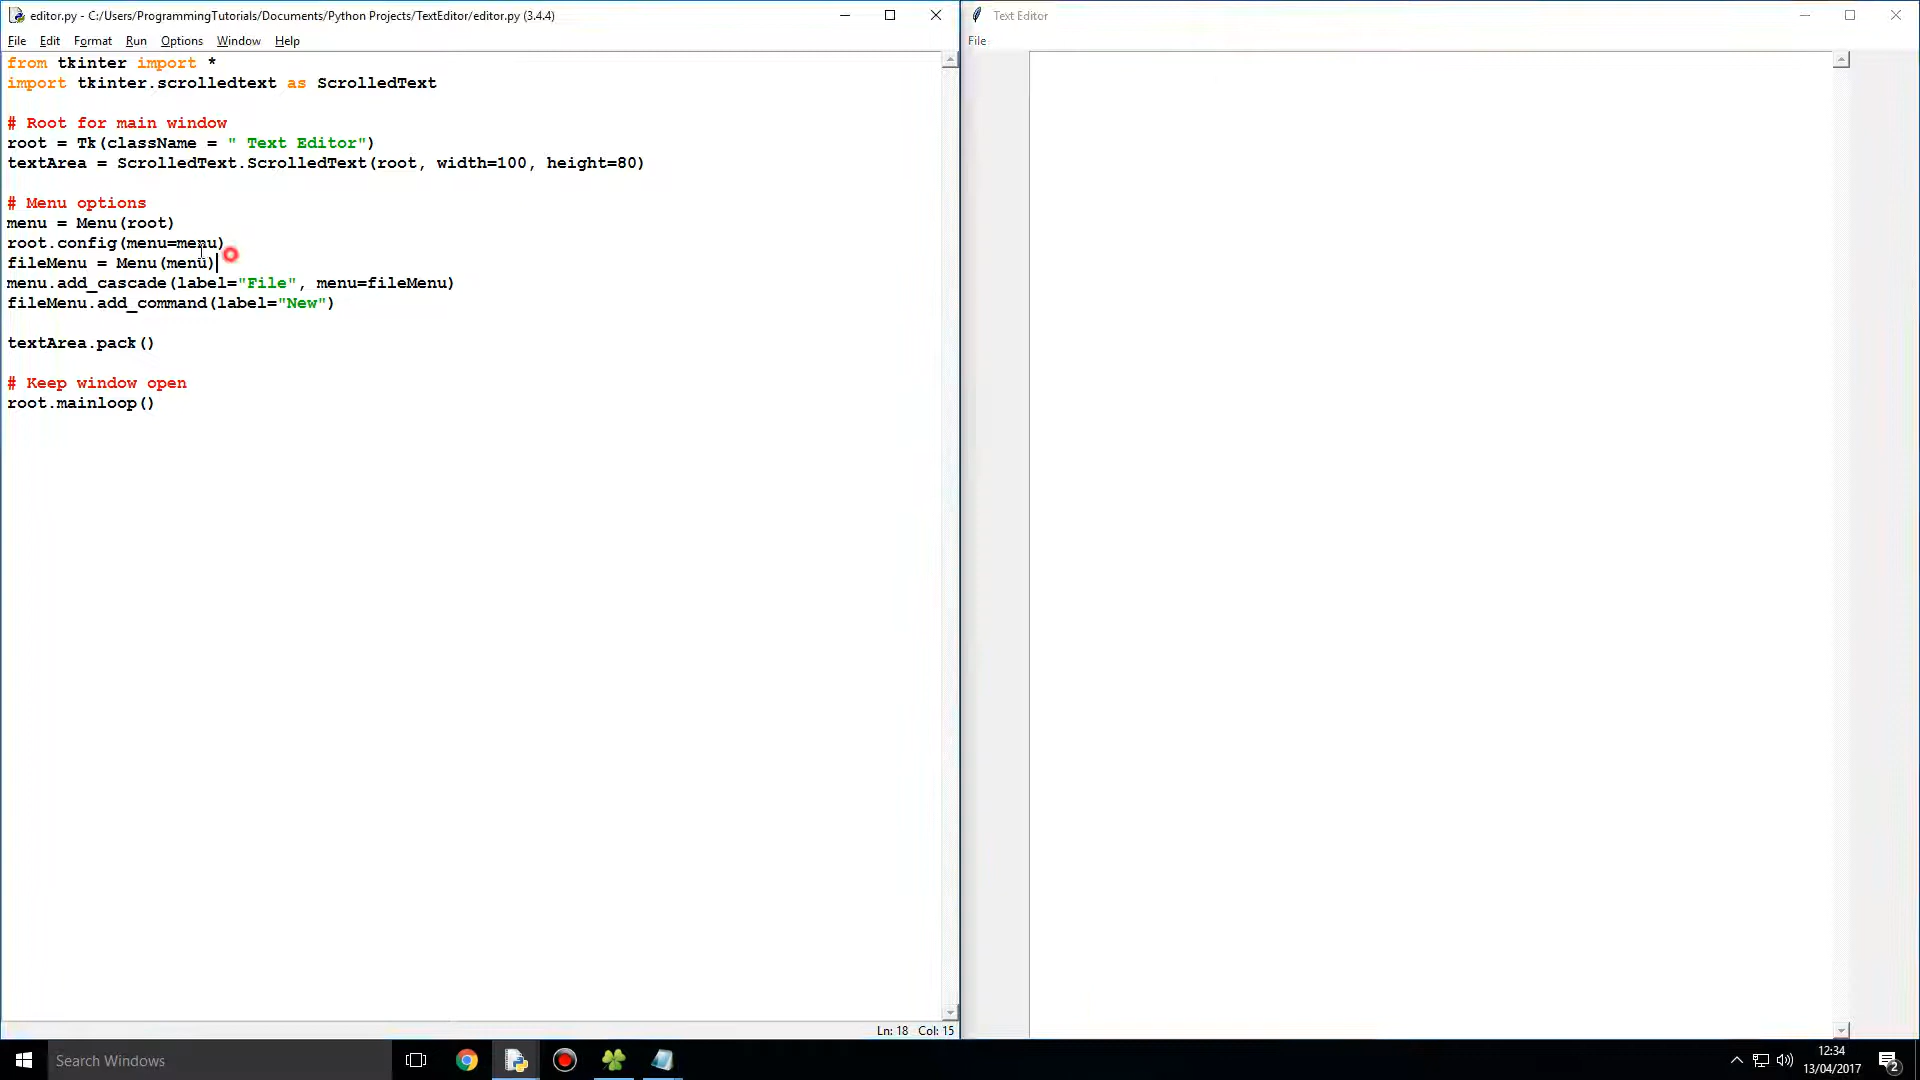 editor.py - C:/Users/ProgrammingTutorials/Documents/Python Projects/TextEditor/editor.py (3.4.4)
File Edit Format Run Options Window Help
from tkinter import *
import tkinter.scrolledtext as ScrolledText
# Root for main window
root = Tk(className = " Text Editor")
textArea = ScrolledText.ScrolledText(root, width=100, height=80)
# Menu options
menu = Menu(root)
root.config(menu=menu)
fileMenu = Menu(menu)
menu.add_cascade(label="File", menu=fileMenu)
fileMenu.add_command(label="New")
textArea.pack()
# Keep window open
root.mainloop()
Ln: 18 Col: 15
Text Editor
File
Search Windows
12:34
13/04/2017
2